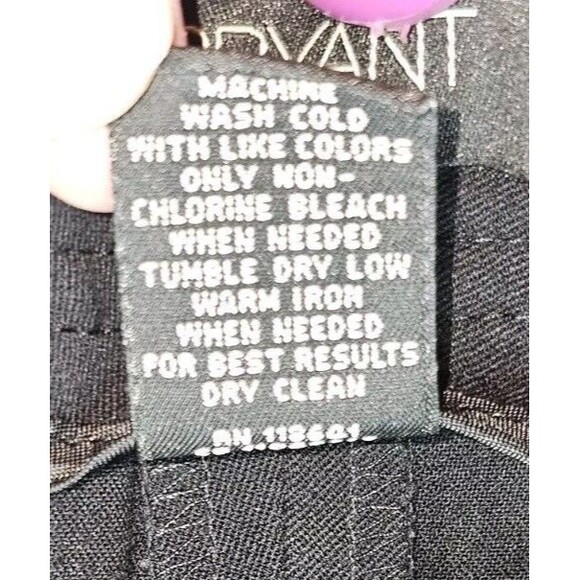 BRYANT
MACHINE
WASH COLD
WITH LIKE COLORS
ONLY NON-
CHLORINE BLEACH
WHEN NEEDED
TUMBLE DRY LOW
WARM IRON
WHEN NEEDED
FOR BEST RESULTS
DRY CLEAN